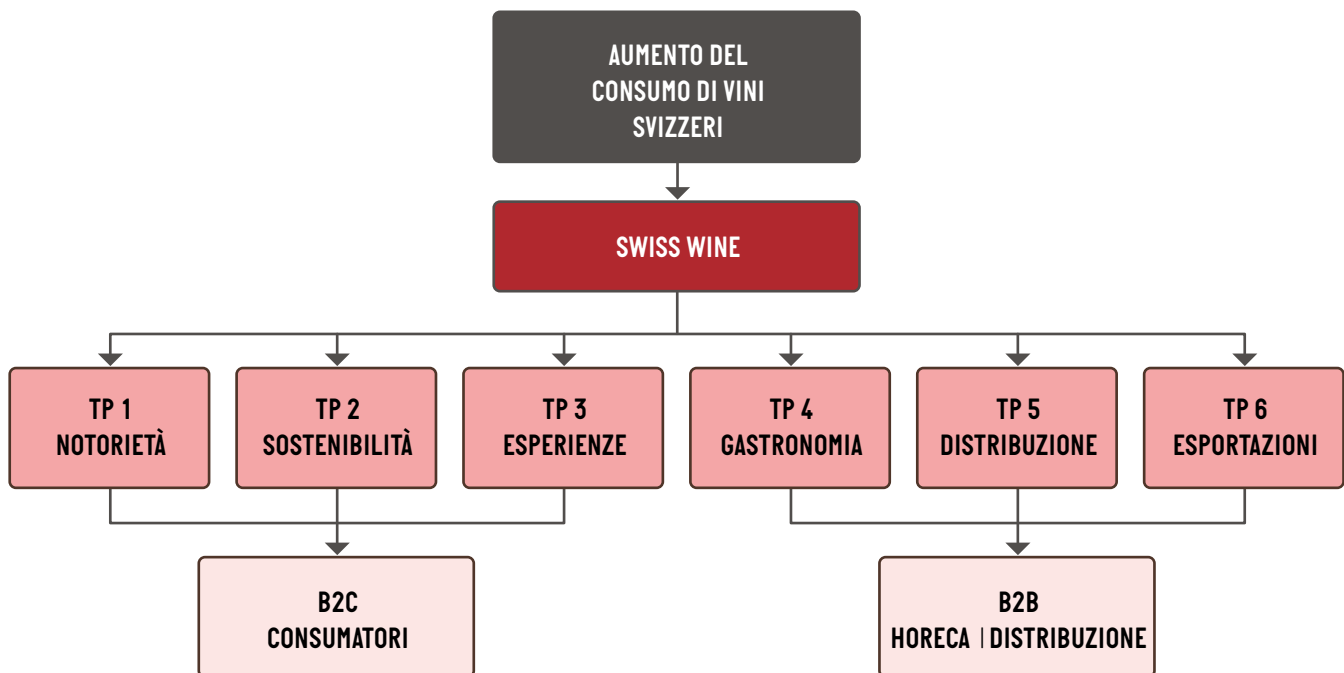 AUMENTO DEL
CONSUMO DI VINI
SVIZZERI
SWISS WINE
TP 1
NOTORIETÀ
TP 2
SOSTENIBILITÀ
TP 3
ESPERIENZE
TP 4
GASTRONOMIA
TP 5
DISTRIBUZIONE
TP 6
ESPORTAZIONI
B2C
CONSUMATORI
B2B
HORECA | DISTRIBUZIONE